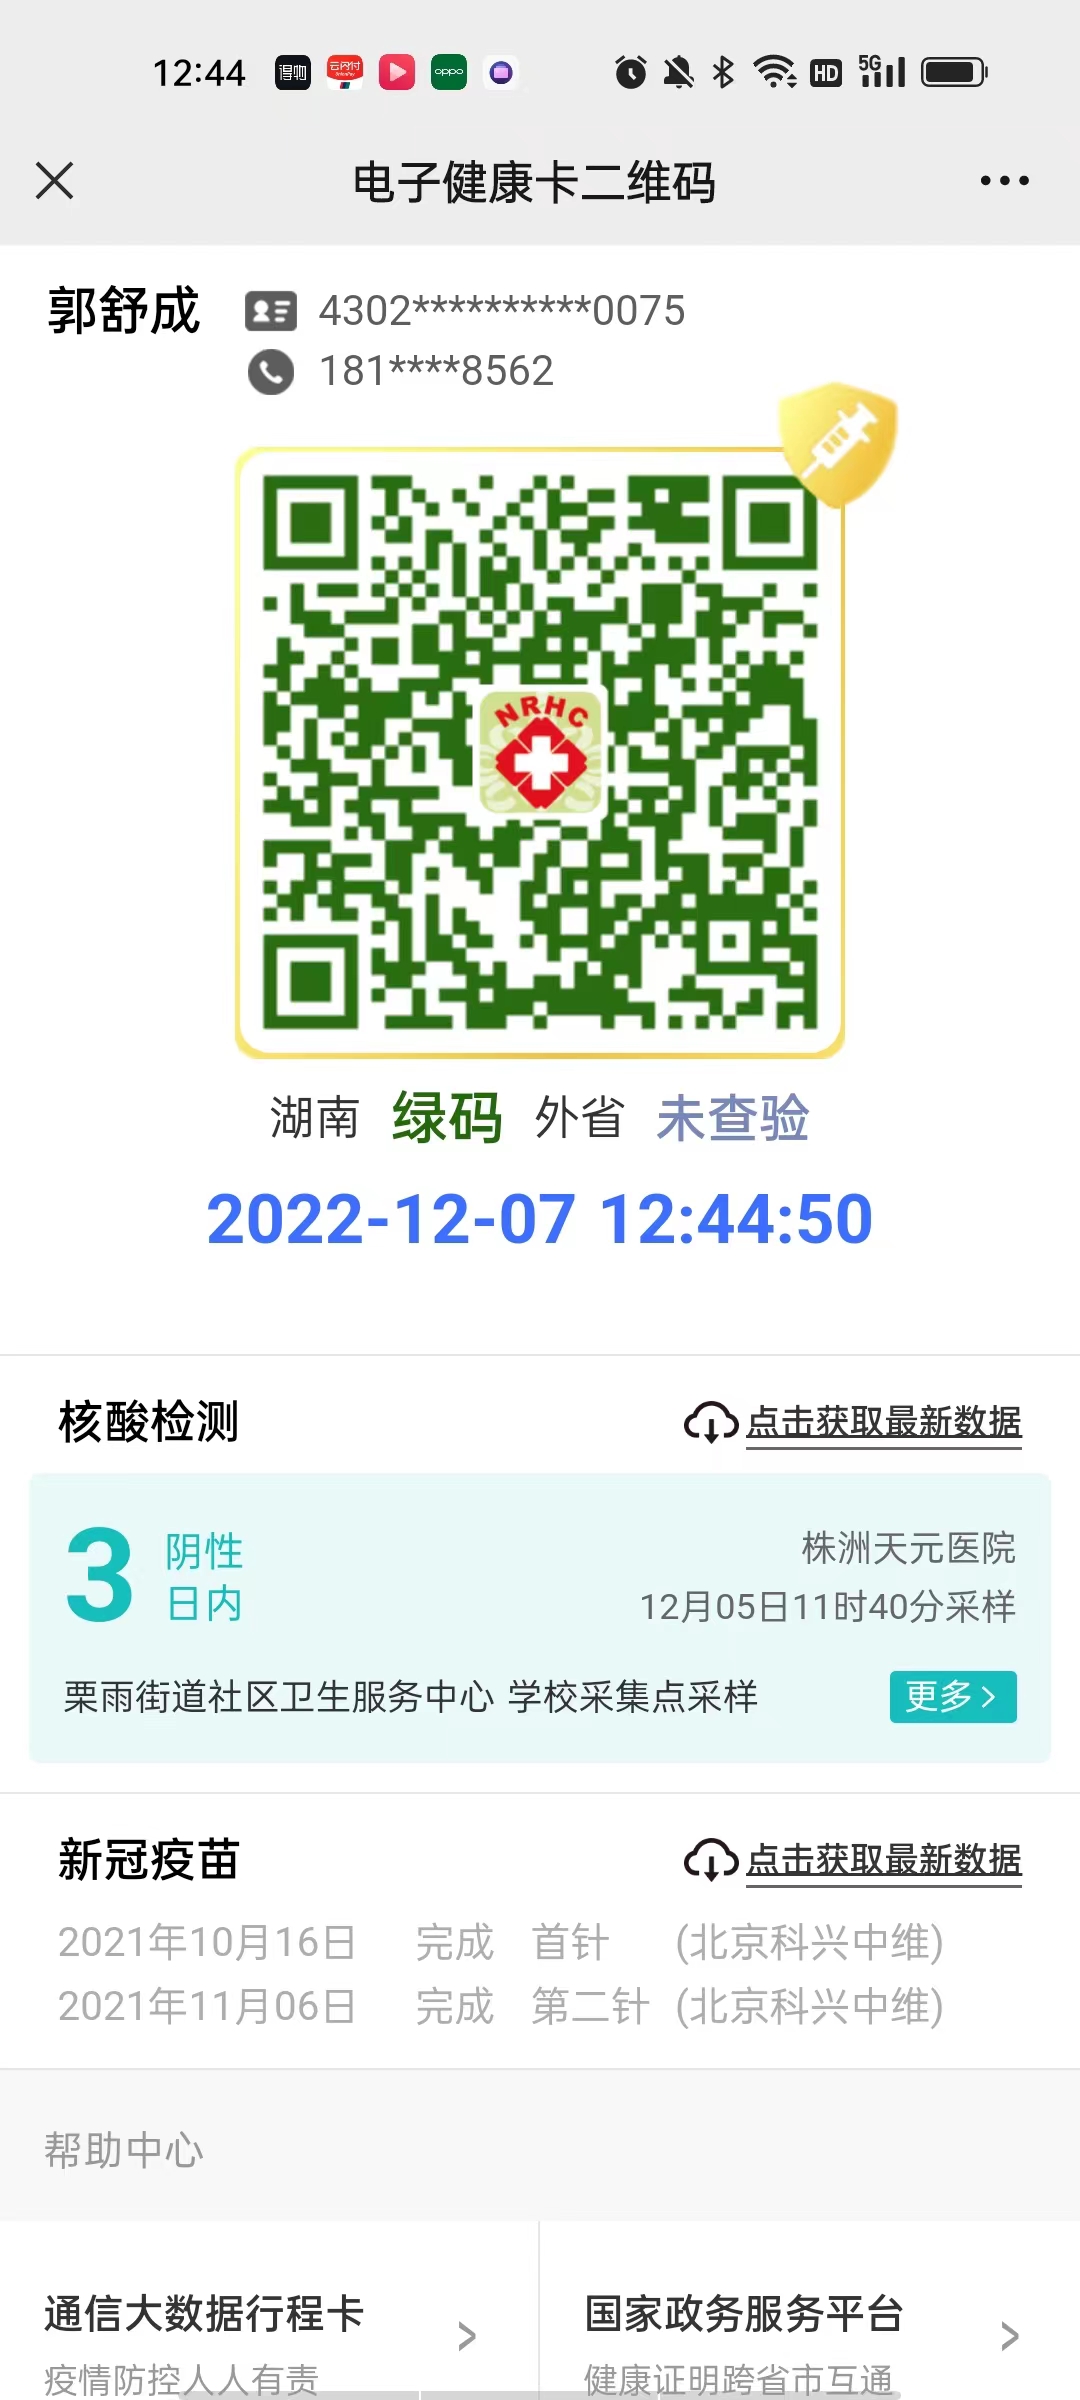 12:44
得物
云闪付
oppo
HD
5G
电子健康卡二维码
郭舒成
4302**********0075
181****8562
NRHC
湖南 绿码 外省 未查验
2022-12-07 12:44:50
核酸检测
点击获取最新数据
3 阴性
日内
株洲天元医院
12月05日11时40分采样
栗雨街道社区卫生服务中心 学校采集点采样
更多 >
新冠疫苗
点击获取最新数据
2021年10月16日 完成 首针 (北京科兴中维)
2021年11月06日 完成 第二针 (北京科兴中维)
帮助中心
通信大数据行程卡
疫情防控人人有责
国家政务服务平台
健康证明跨省市互通